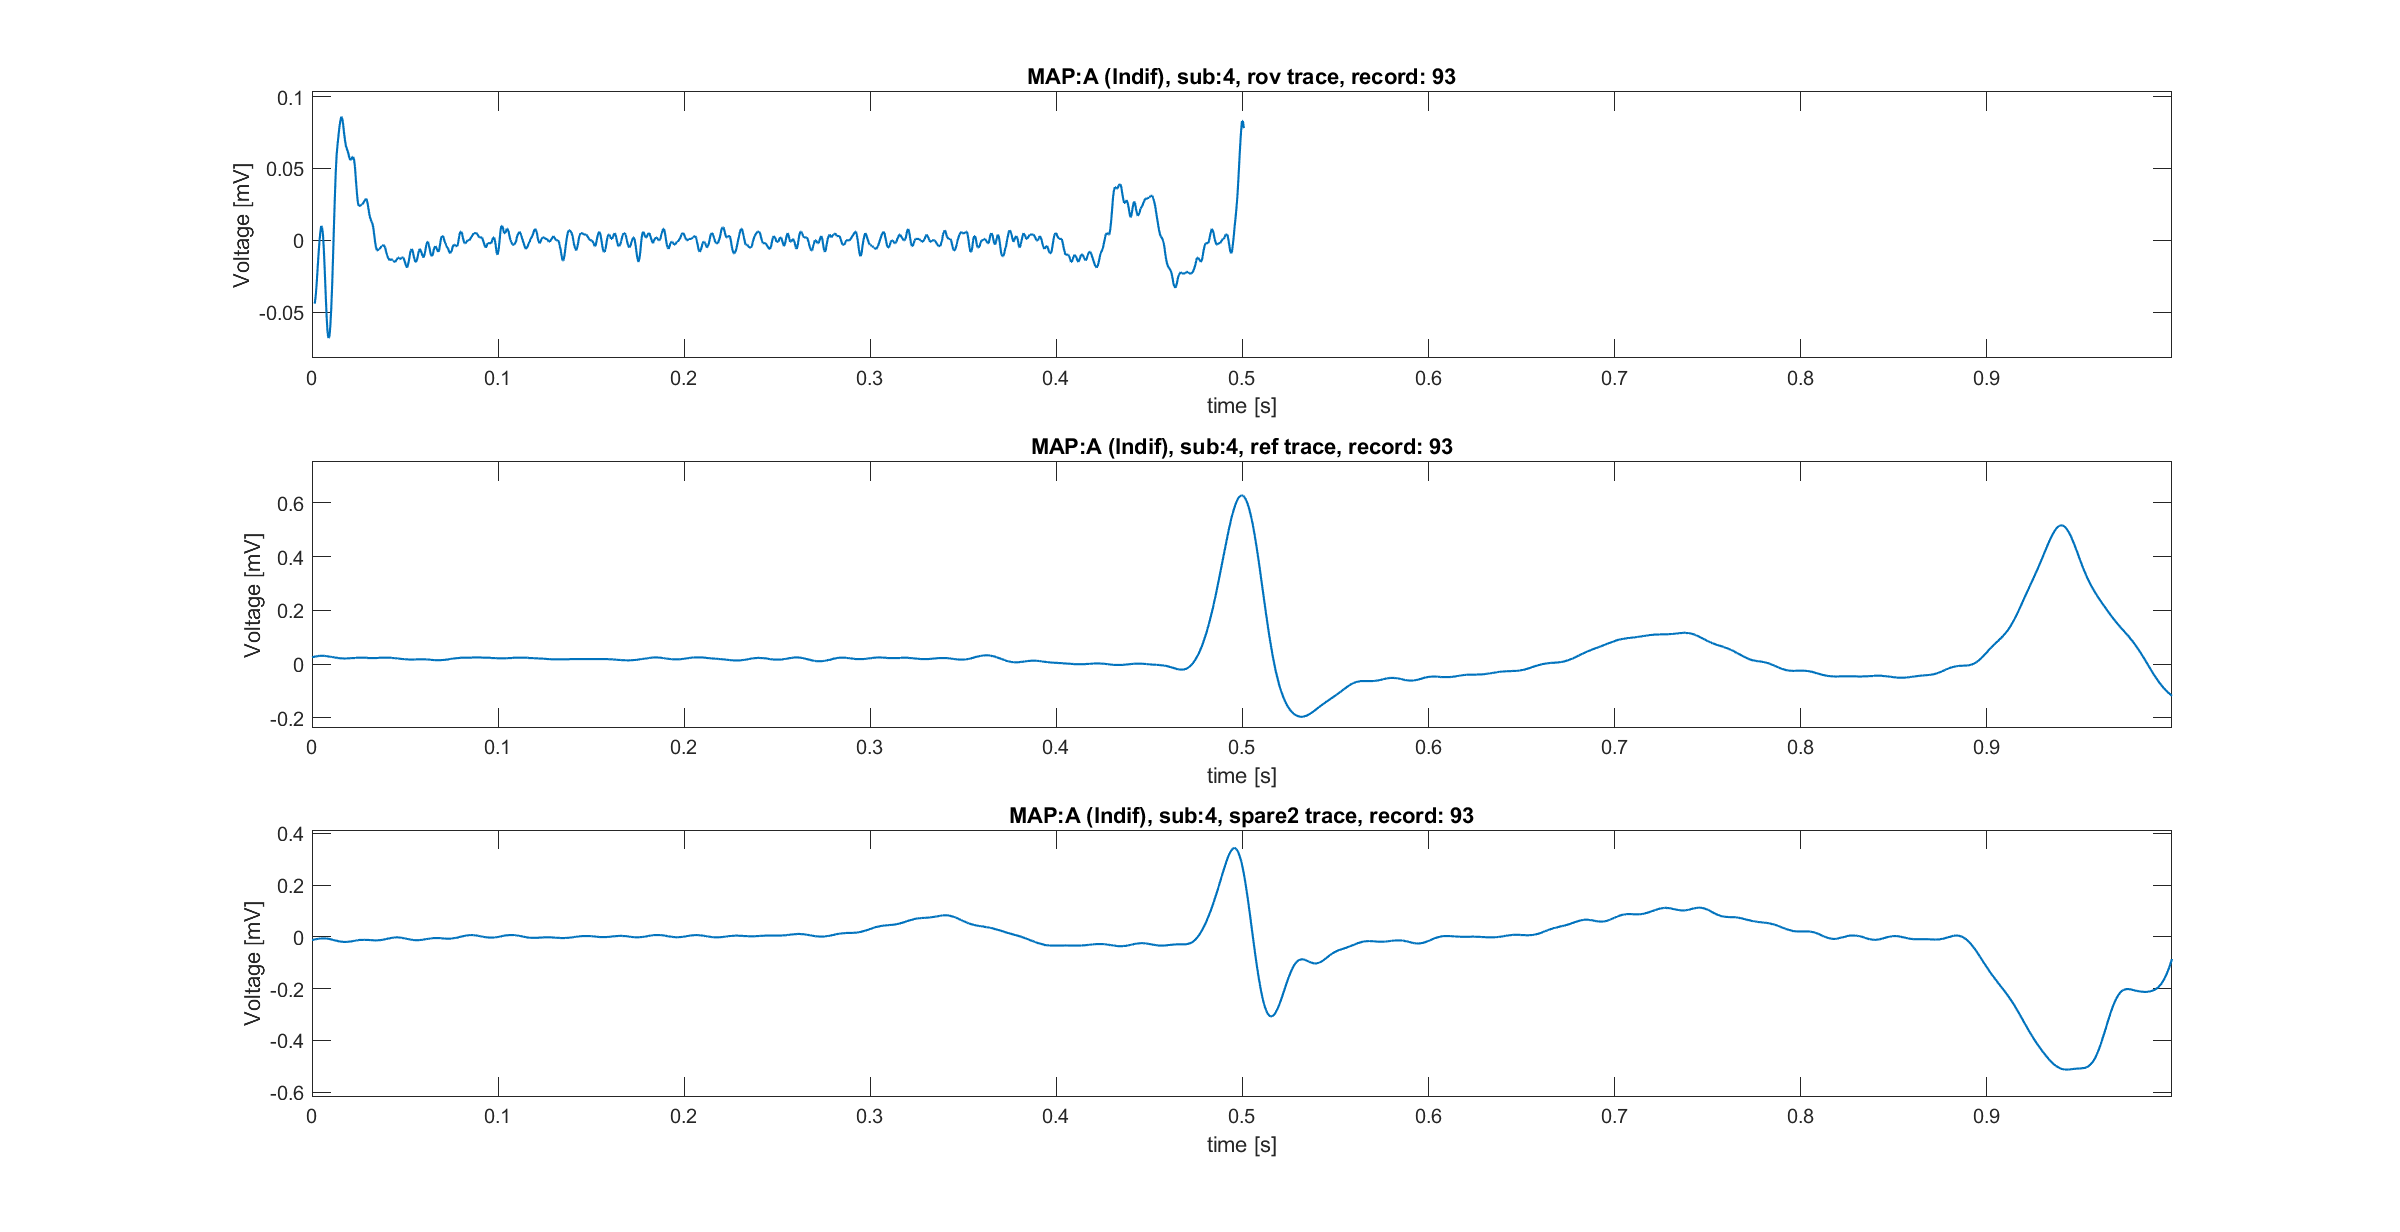 MAP:A (Indif), sub:4, rov trace, record: 93
Voltage [mV]
0.1
0.05
0
-0.05
0 0.1 0.2 0.3 0.4 0.5 0.6 0.7 0.8 0.9
time [s]
MAP:A (Indif), sub:4, ref trace, record: 93
Voltage [mV]
0.6
0.4
0.2
0
-0.2
0 0.1 0.2 0.3 0.4 0.5 0.6 0.7 0.8 0.9
time [s]
MAP:A (Indif), sub:4, spare2 trace, record: 93
Voltage [mV]
0.4
0.2
0
-0.2
-0.4
-0.6
0 0.1 0.2 0.3 0.4 0.5 0.6 0.7 0.8 0.9
time [s]